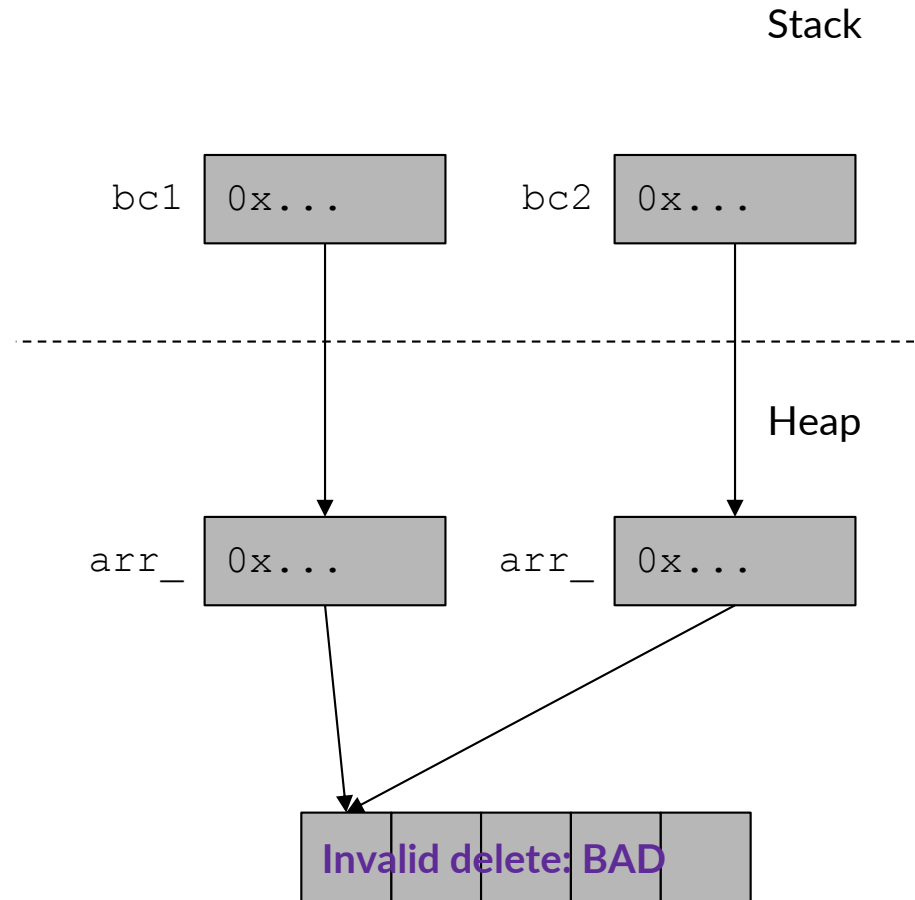 Stack
bc1 0x... bc2 0x...
Heap
arr_ 0x... arr_ 0x...
Invalid delete: BAD